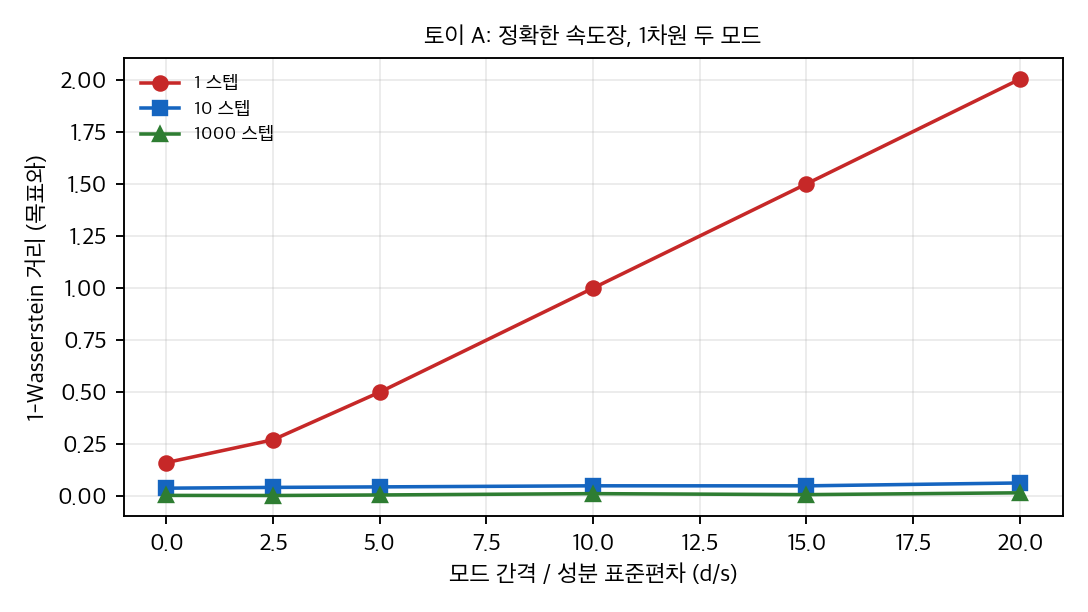 토이 A: 정확한 속도장, 1차원 두 모드
1 스텝
10 스텝
1000 스텝
1-Wasserstein 거리 (목표와)
2.00
1.75
1.50
1.25
1.00
0.75
0.50
0.25
0.00
0.0 2.5 5.0 7.5 10.0 12.5 15.0 17.5 20.0
모드 간격 / 성분 표준편차 (d/s)